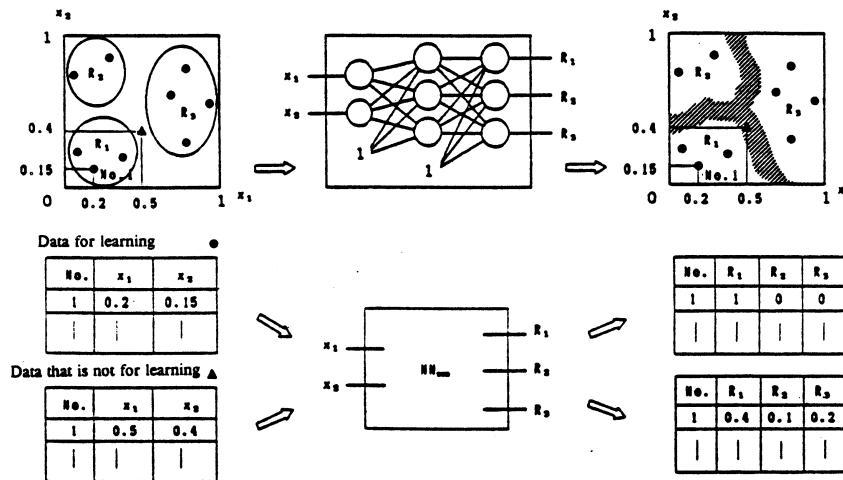 x₂
1
R₂
R₃
0.4
R₁
0.15
No.1
0
0.2
0.5
1
x₁
x₁
x₂
1
1
R₁
R₂
R₃
x₂
1
R₂
R₃
0.4
R₁
0.15
No.1
0
0.2
0.5
1
x
Data for learning ●
No. x₁ x₂
1 0.2 0.15
Data that is not for learning ▲
No. x₁ x₂
1 0.5 0.4
x₁
x₂
R₁
R₂
R₃
No. R₁ R₂ R₃
1 1 0 0
No. R₁ R₂ R₃
1 0.4 0.1 0.2